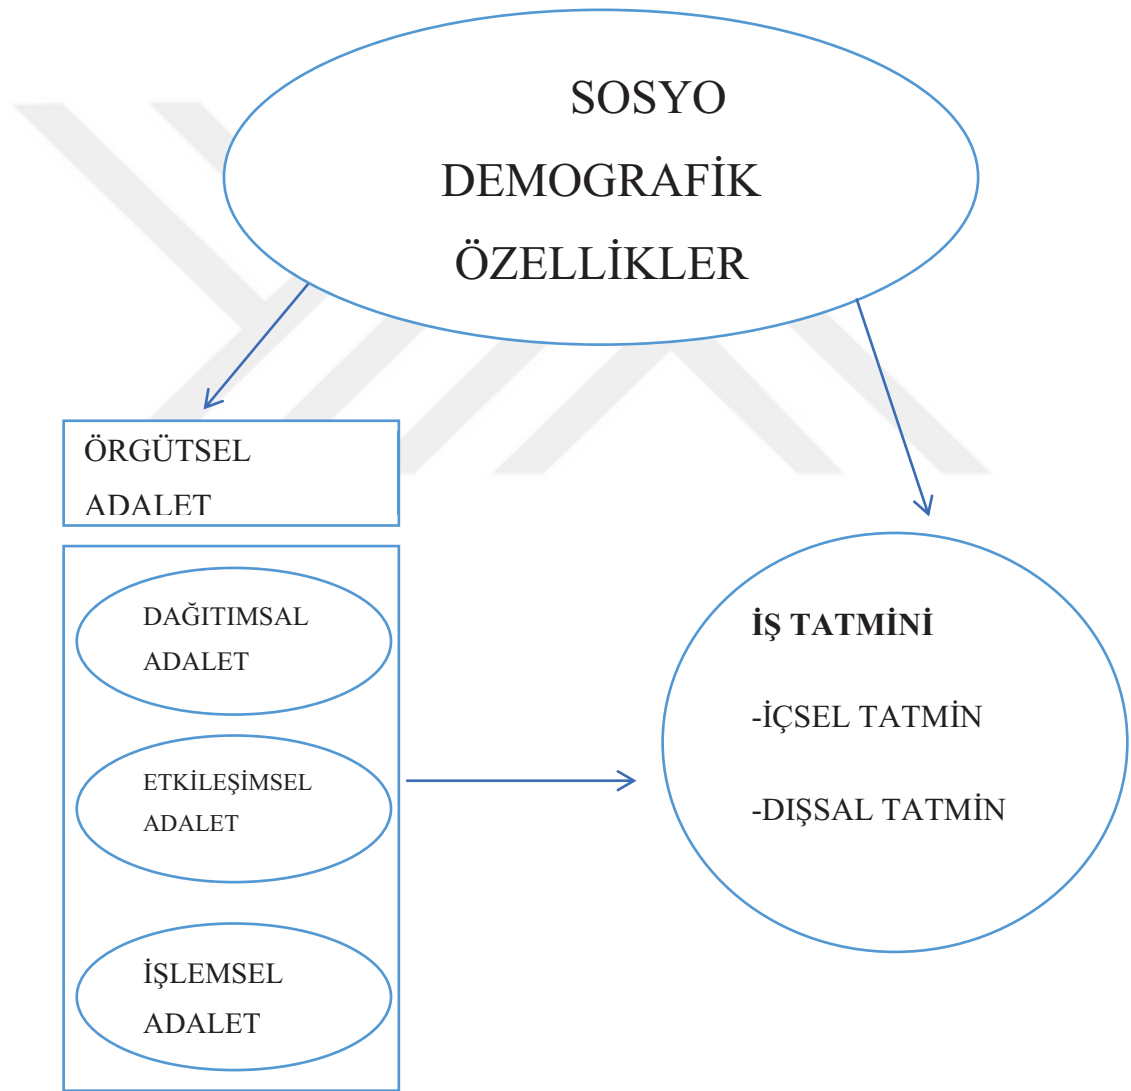 SOSYO
DEMOGRAFİK
ÖZELLİKLER
ÖRGÜTSEL
ADALET
DAĞITIMSAL
ADALET
ETKİLEŞİMSEL
ADALET
İŞLEMSEL
ADALET
İŞ TATMİNİ
-İÇSEL TATMİN
-DIŞSAL TATMİN